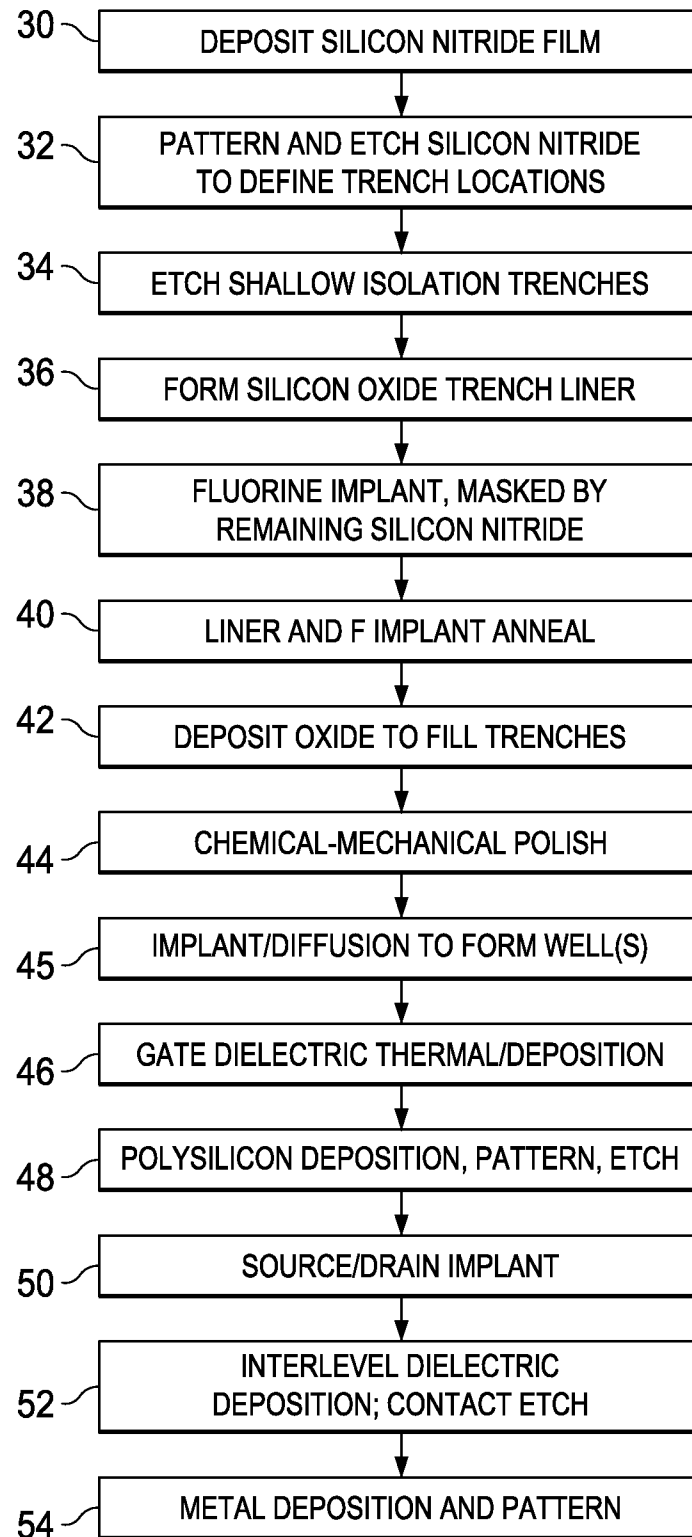 30
DEPOSIT SILICON NITRIDE FILM
32
PATTERN AND ETCH SILICON NITRIDE
TO DEFINE TRENCH LOCATIONS
34
ETCH SHALLOW ISOLATION TRENCHES
36
FORM SILICON OXIDE TRENCH LINER
38
FLUORINE IMPLANT, MASKED BY
REMAINING SILICON NITRIDE
40
LINER AND F IMPLANT ANNEAL
42
DEPOSIT OXIDE TO FILL TRENCHES
44
CHEMICAL-MECHANICAL POLISH
45
IMPLANT/DIFFUSION TO FORM WELL(S)
46
GATE DIELECTRIC THERMAL/DEPOSITION
48
POLYSILICON DEPOSITION, PATTERN, ETCH
50
SOURCE/DRAIN IMPLANT
52
INTERLEVEL DIELECTRIC
DEPOSITION; CONTACT ETCH
54
METAL DEPOSITION AND PATTERN